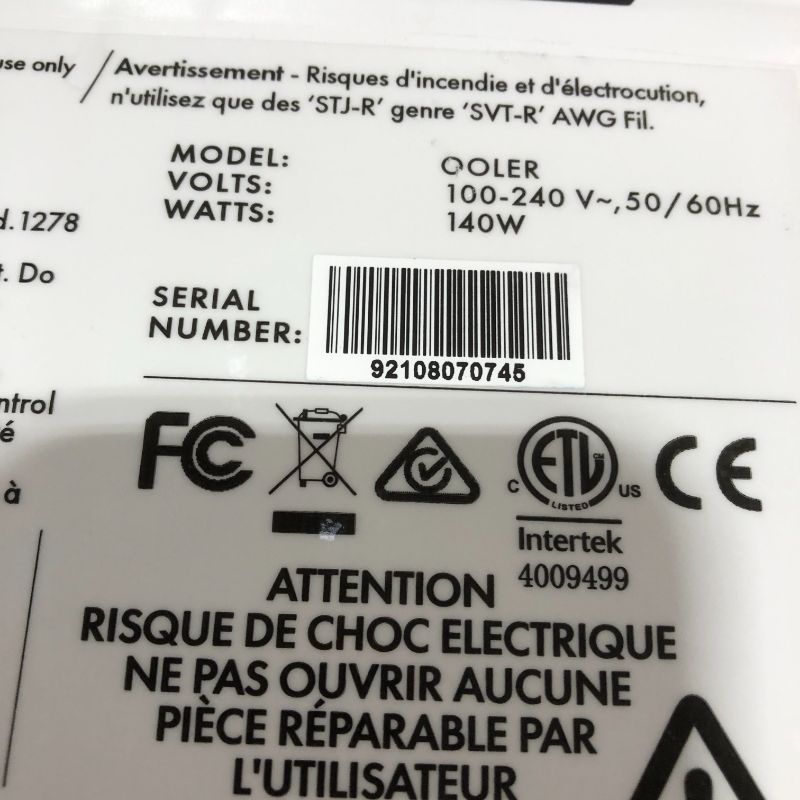 use only / Avertissement - Risques d'incendie et d'électrocution,
n'utilisez que des 'STJ-R' genre 'SVT-R' AWG Fil.
MODEL: OOLER
VOLTS: 100-240 V~,50/60Hz
WATTS: 140W
d.1278
t. Do
SERIAL
NUMBER:
92108070745
ntrol
é
à
FC
C ETL CM US
LISTED
CE
Intertek
4009499
ATTENTION
RISQUE DE CHOC ELECTRIQUE
NE PAS OUVRIR AUCUNE
PIÈCE RÉPARABLE PAR
L'UTILISATEUR